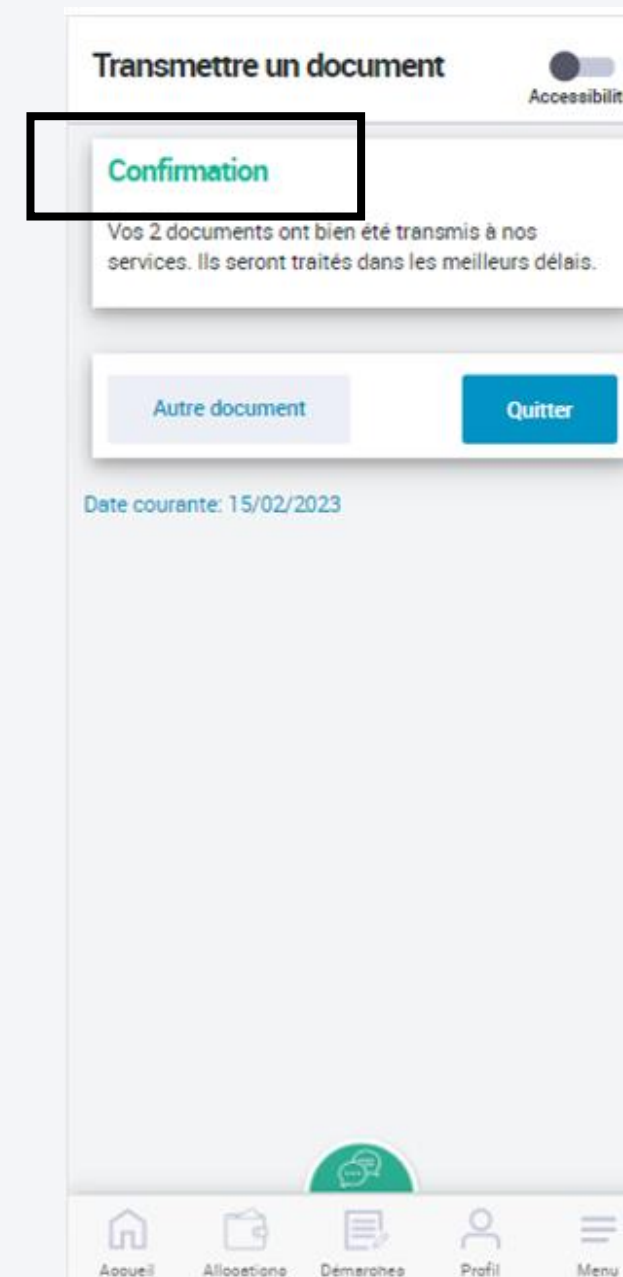 Transmettre un document
Accessibilit
Confirmation
Vos 2 documents ont bien été transmis à nos
services. Ils seront traités dans les meilleurs délais.
Autre document Quitter
Date courante: 15/02/2023
Accueil Allocations Démarches Profil Menu